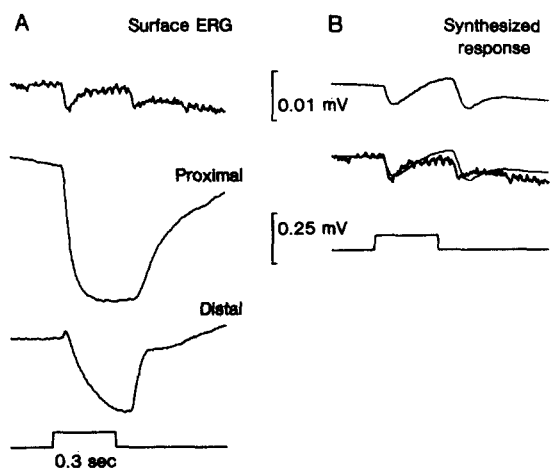 A
Surface ERG
Proximal
Distal
0.3 sec
B
Synthesized
response
0.01 mV
0.25 mV